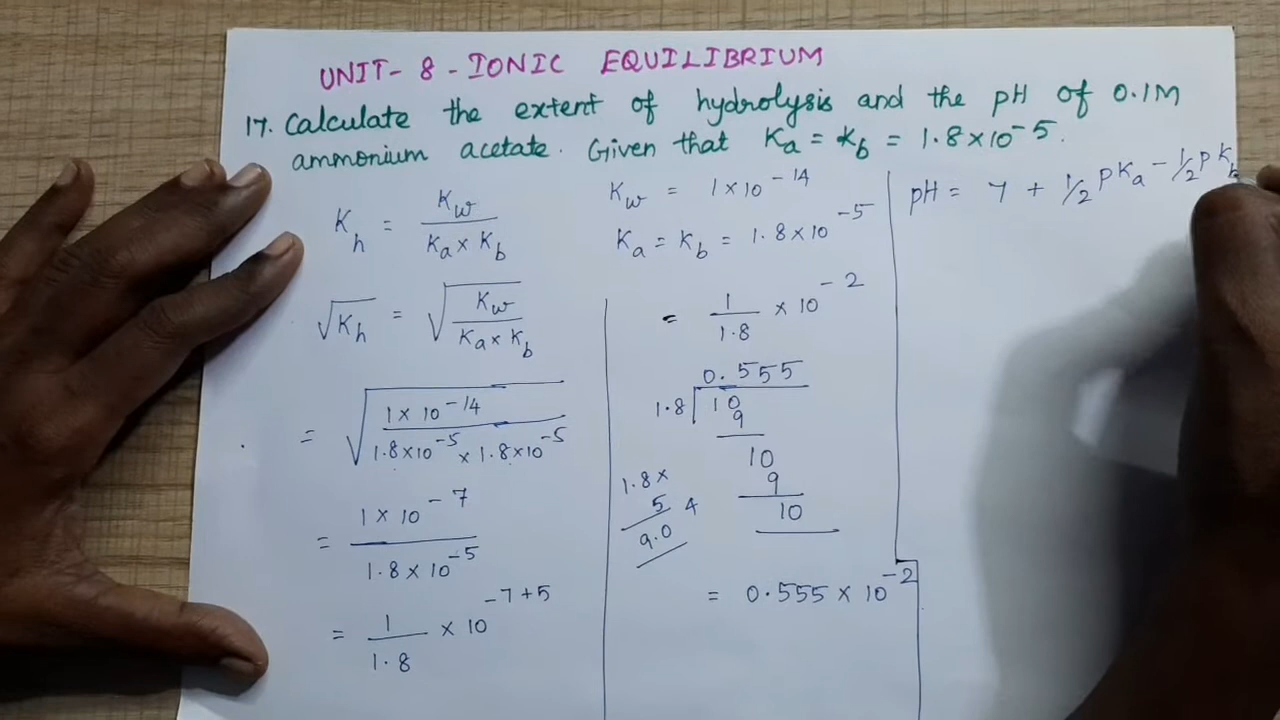 UNIT- 8 - IONIC EQUILIBRIUM
17. Calculate the extent of hydrolysis and the pH of 0.1M
ammonium acetate. Given that Ka = Kb = 1.8×10⁻⁵.
Kh = Kw / Ka × Kb
√Kh = √(Kw / Ka × Kb)
= √(1 × 10⁻¹⁴ / 1.8×10⁻⁵ × 1.8×10⁻⁵)
= 1 × 10⁻⁷ / 1.8 × 10⁻⁵
= 1 / 1.8 × 10⁻⁷⁺⁵
Kw = 1 × 10⁻¹⁴
Ka = Kb = 1.8 × 10⁻⁵
= 1 / 1.8 × 10⁻²
0.555
1.8 10
9
10
9
10
1.8 ×
5 4
9.0
= 0.555 × 10⁻²
pH = 7 + 1/2 pKa - 1/2 pKb